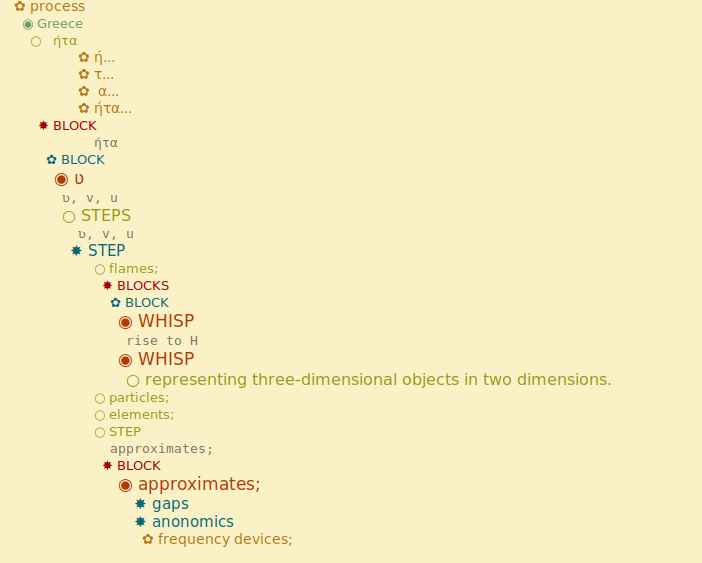 ✿ process
◉ Greece
○ ήτα
✿ ή...
✿ τ...
✿ α...
✿ ήτα...
✸ BLOCK
ήτα
✿ BLOCK
◉ υ
υ, v, u
○ STEPS
υ, v, u
✸ STEP
○ flames;
✸ BLOCKS
✿ BLOCK
◉ WHISP
rise to H
◉ WHISP
○ representing three-dimensional objects in two dimensions.
○ particles;
○ elements;
○ STEP
approximates;
✸ BLOCK
◉ approximates;
✸ gaps
✸ anonomics
✿ frequency devices;